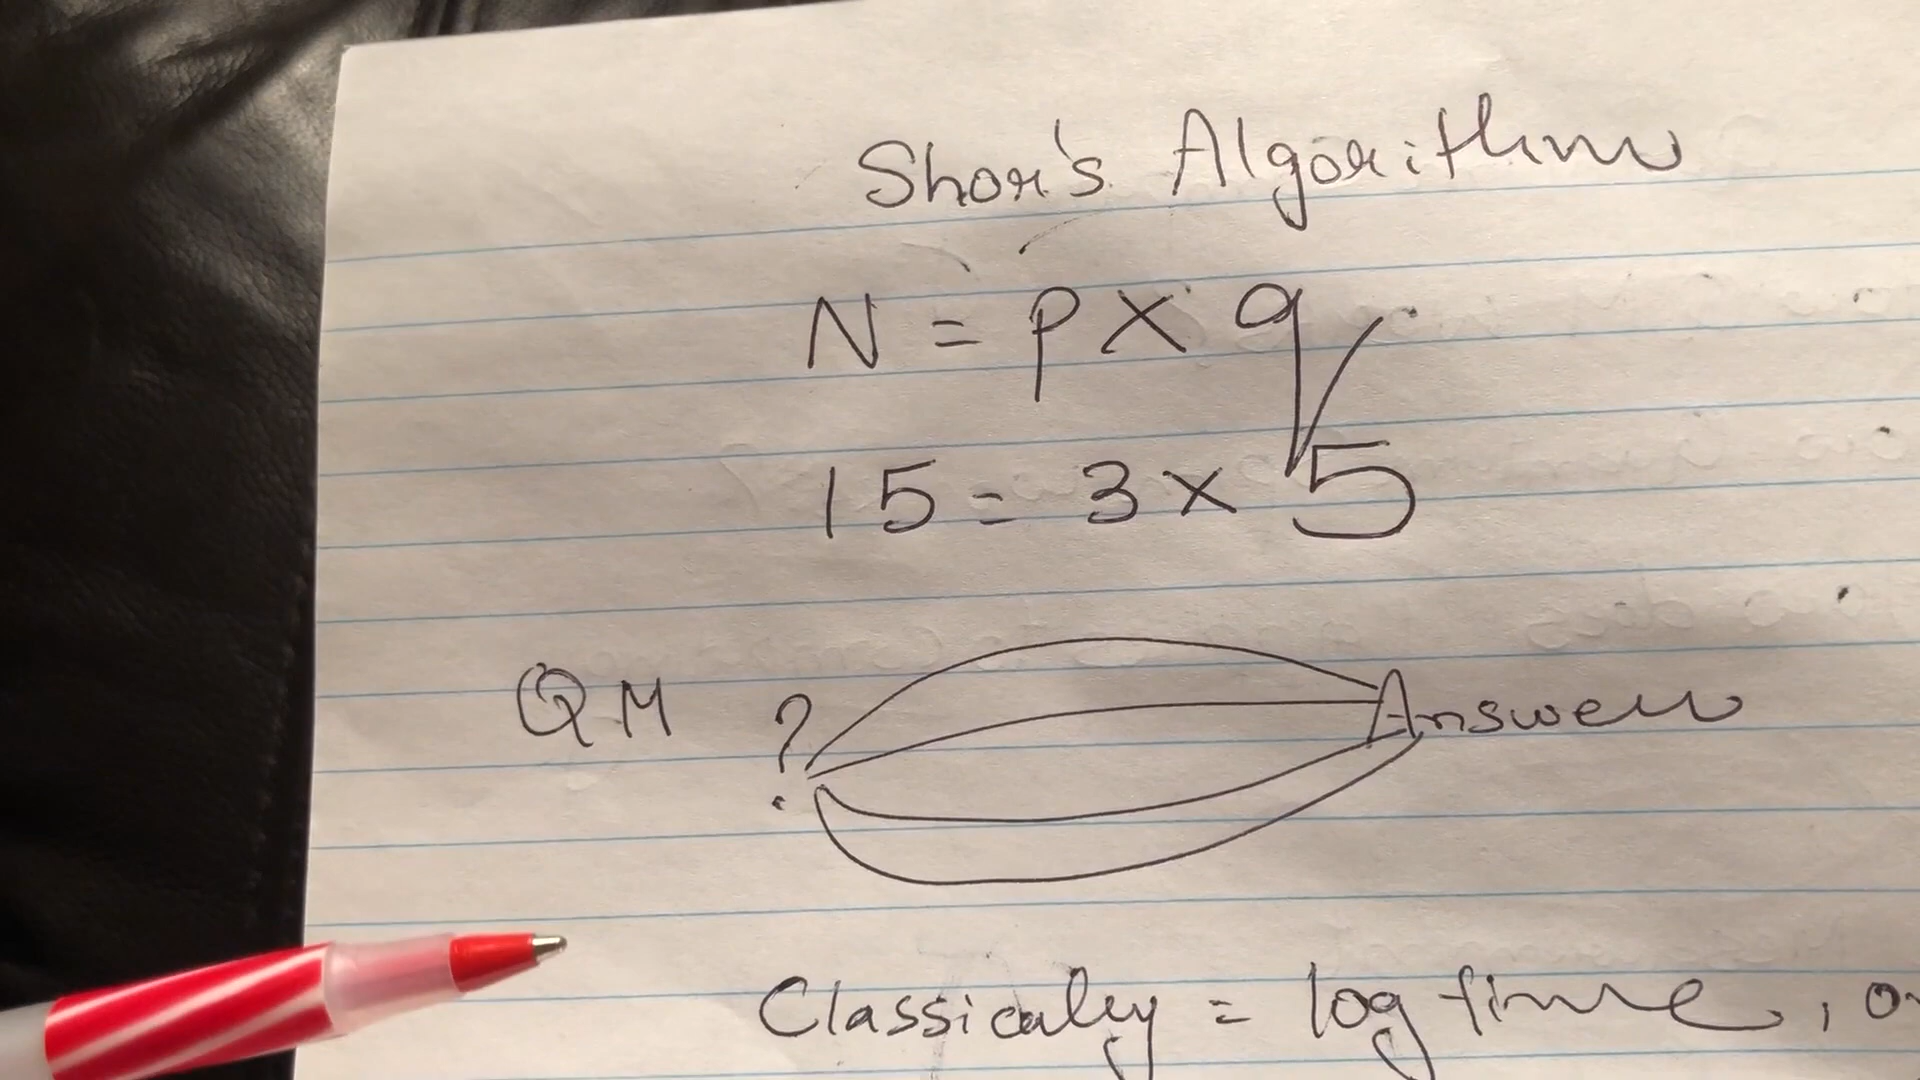 Shor's Algorithm
N = p x q
15 = 3 x 5
QM ? Answer
Classically = log time, o